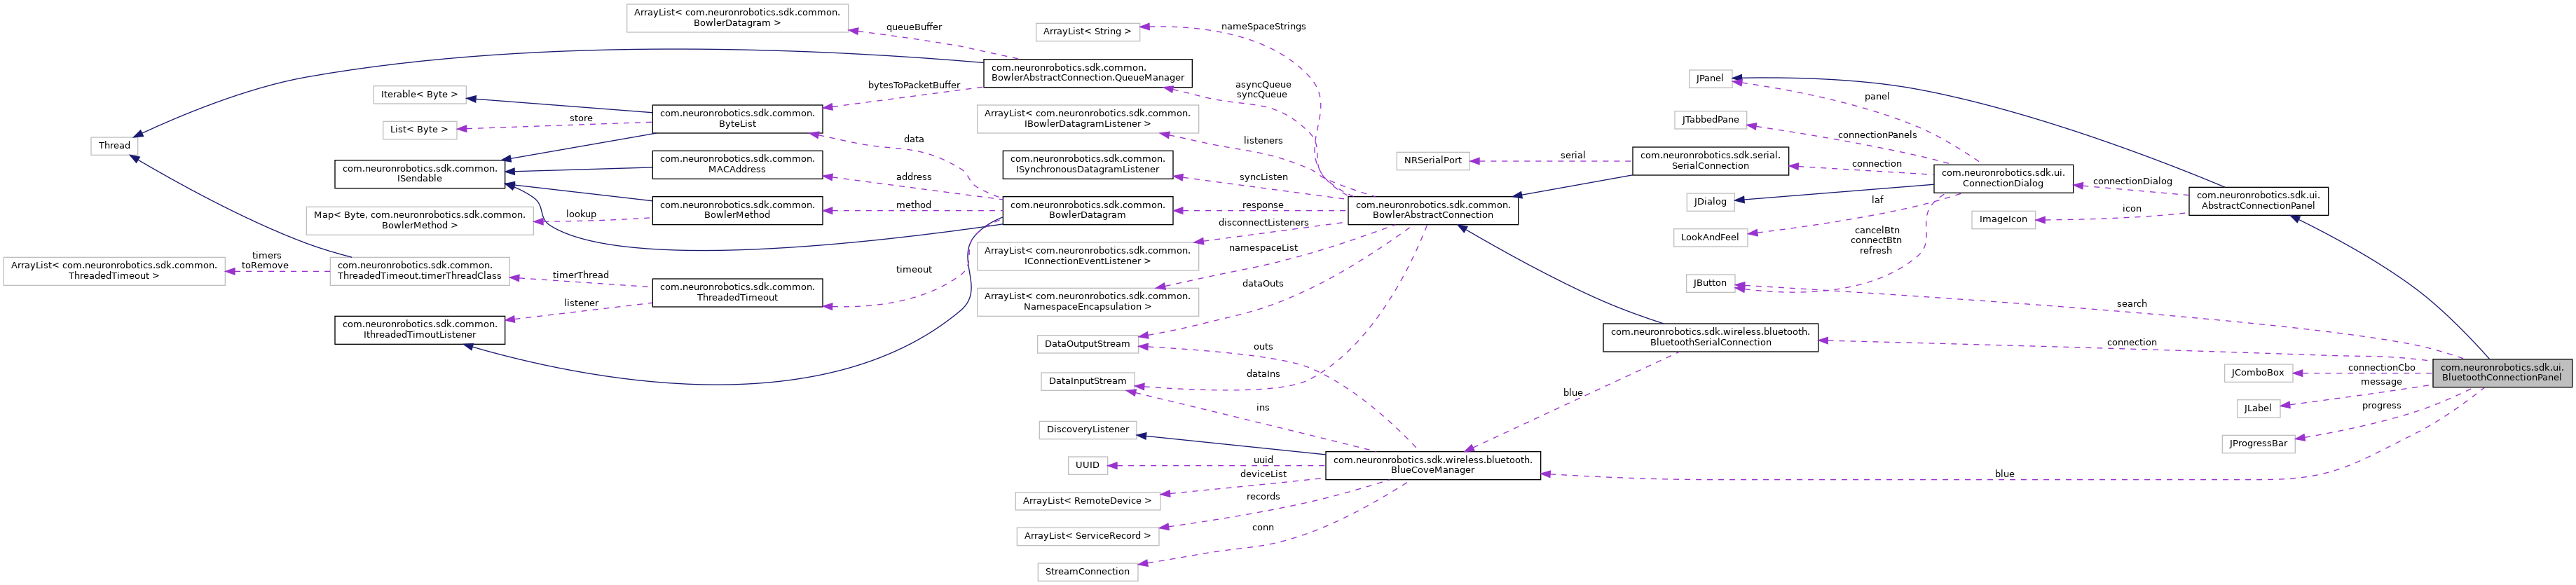 ArrayList< com.neuronrobotics.sdk.common.
BowlerDatagram >
queueBuffer
ArrayList< String >
nameSpaceStrings
com.neuronrobotics.sdk.common.
BowlerAbstractConnection.QueueManager
asyncQueue
syncQueue
bytesToPacketBuffer
Iterable< Byte >
List< Byte >
store
com.neuronrobotics.sdk.common.
ByteList
ArrayList< com.neuronrobotics.sdk.common.
IBowlerDatagramListener >
listeners
data
Thread
com.neuronrobotics.sdk.common.
ISendable
com.neuronrobotics.sdk.common.
MACAddress
address
com.neuronrobotics.sdk.common.
ISynchronousDatagramListener
syncListen
Map< Byte, com.neuronrobotics.sdk.common.
BowlerMethod >
lookup
com.neuronrobotics.sdk.common.
BowlerMethod
method
com.neuronrobotics.sdk.common.
BowlerDatagram
response
com.neuronrobotics.sdk.common.
BowlerAbstractConnection
disconnectListeners
ArrayList< com.neuronrobotics.sdk.common.
IConnectionEventListener >
namespaceList
ArrayList< com.neuronrobotics.sdk.common.
ThreadedTimeout >
timers
toRemove
com.neuronrobotics.sdk.common.
ThreadedTimeout.timerThreadClass
timerThread
listener
com.neuronrobotics.sdk.common.
ThreadedTimeout
timeout
ArrayList< com.neuronrobotics.sdk.common.
NamespaceEncapsulation >
dataOuts
com.neuronrobotics.sdk.common.
IthreadedTimoutListener
DataOutputStream
outs
DataInputStream
dataIns
ins
DiscoveryListener
UUID
uuid
deviceList
ArrayList< RemoteDevice >
records
ArrayList< ServiceRecord >
conn
StreamConnection
com.neuronrobotics.sdk.wireless.bluetooth.
BlueCoveManager
blue
com.neuronrobotics.sdk.wireless.bluetooth.
BluetoothSerialConnection
NRSerialPort
serial
com.neuronrobotics.sdk.serial.
SerialConnection
JPanel
panel
JTabbedPane
connectionPanels
connection
JDialog
laf
LookAndFeel
cancelBtn
connectBtn
refresh
JButton
com.neuronrobotics.sdk.ui.
ConnectionDialog
connectionDialog
ImageIcon
icon
com.neuronrobotics.sdk.ui.
AbstractConnectionPanel
search
connection
JComboBox
connectionCbo
message
JLabel
progress
JProgressBar
blue
com.neuronrobotics.sdk.ui.
BluetoothConnectionPanel